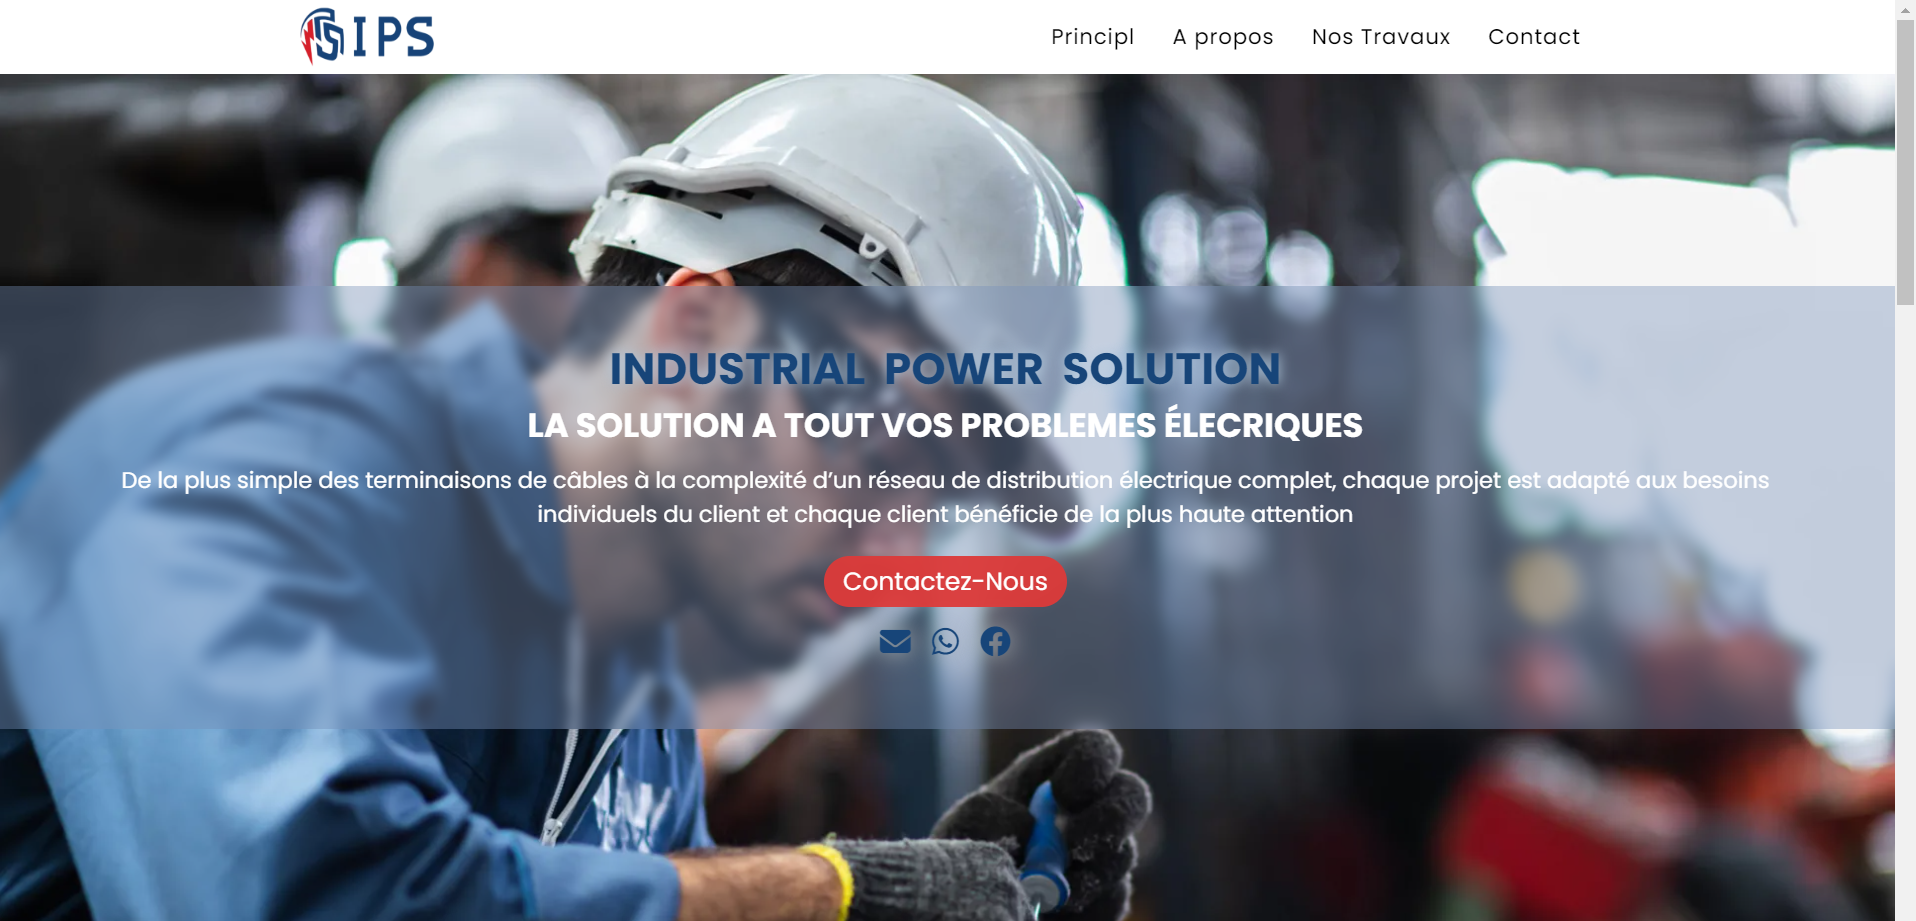 IPS
Principl A propos Nos Travaux Contact
INDUSTRIAL POWER SOLUTION
LA SOLUTION A TOUT VOS PROBLEMES ÉLECRIQUES
De la plus simple des terminaisons de câbles à la complexité d’un réseau de distribution électrique complet, chaque projet est adapté aux besoins
individuels du client et chaque client bénéficie de la plus haute attention
Contactez-Nous